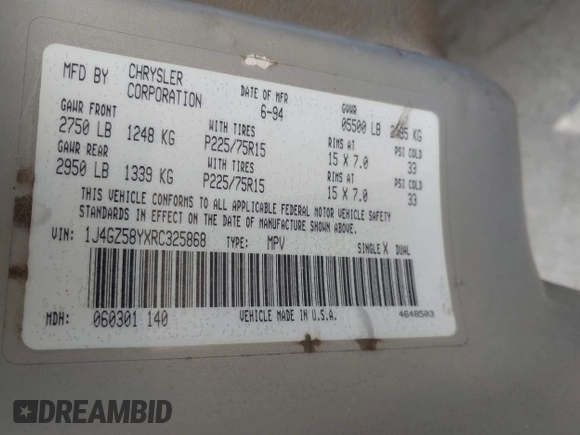 MFD BY CHRYSLER CORPORATION DATE OF MFR 6-94 GVWR 05500 LB KG
GAWR FRONT WITH TIRES RIMS AT PSI COLD
2750 LB 1248 KG P225/75R15 15 X 7.0 33
GAWR REAR WITH TIRES RIMS AT PSI COLD
2950 LB 1339 KG P225/75R15 15 X 7.0 33
THIS VEHICLE CONFORMS TO ALL APPLICABLE FEDERAL MOTOR VEHICLE SAFETY
STANDARDS IN EFFECT ON THE DATE OF MANUFACTURE SHOWN ABOVE.
VIN: 1J4GZ58YXRC325868 TYPE: MPV SINGLE X DUAL
MDH: 060301 140 VEHICLE MADE IN U.S.A. 4648503
DREAMBID